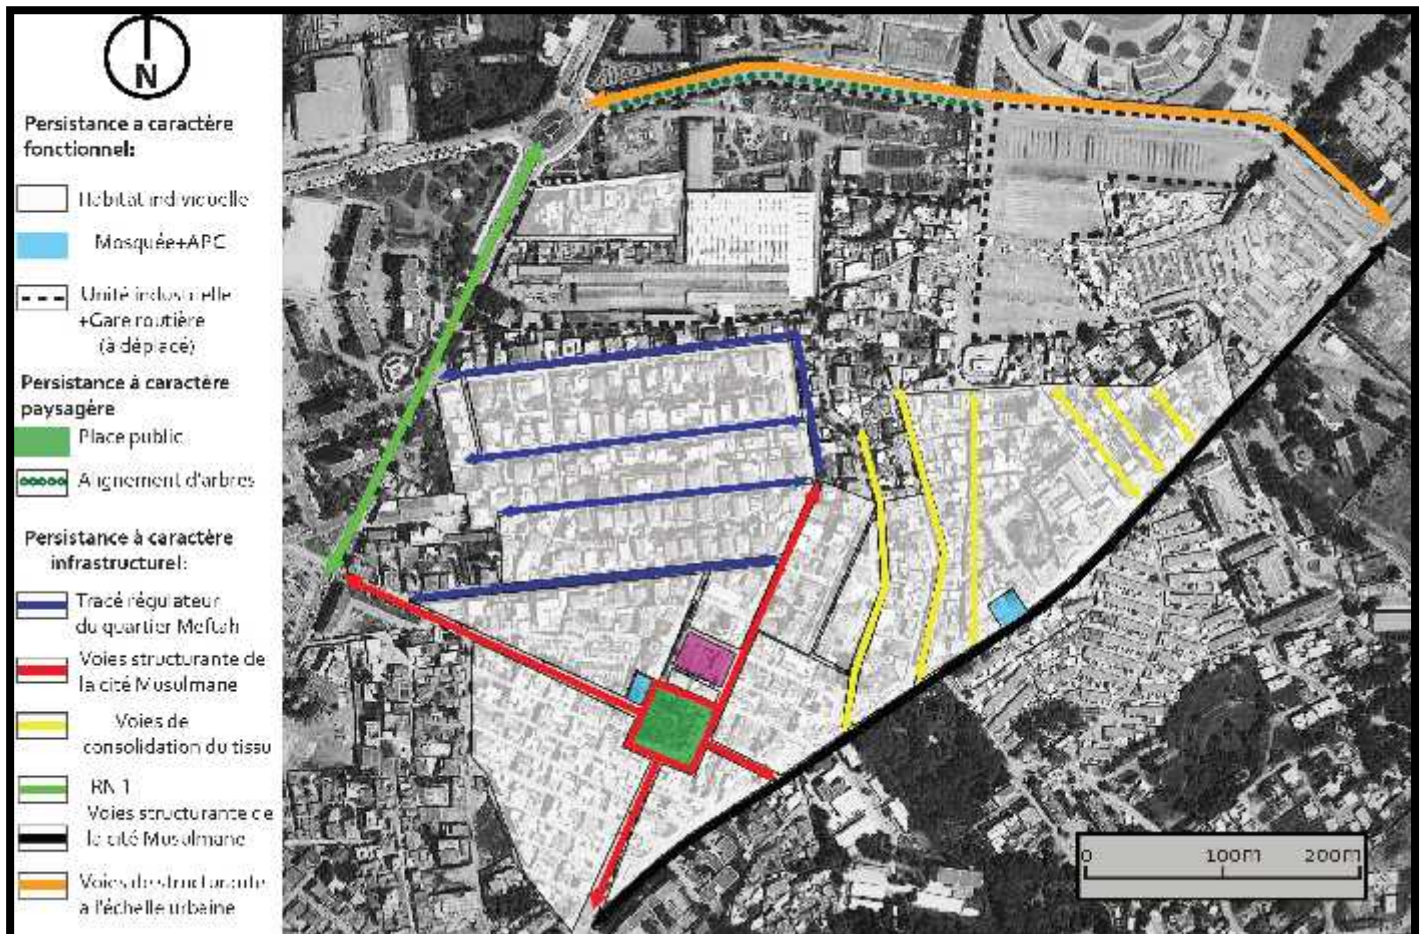 N
Persistance a caractère
fonctionnel:
Habitat individuelle
Mosquée+APC
Unité industrielle
+Gare routière
(à déplacé)
Persistance à caractère
paysagère
Place public
Alignement d'arbres
Persistance à caractère
infrastructurel:
Tracé régulateur
du quartier Meftah
Voies structurante de
la cité Musulmane
Voies de
consolidation du tissu
RN 1
Voies structurante de
la cité Musulmane
Voies de structurante
a l'échelle urbaine
0 100m 200m